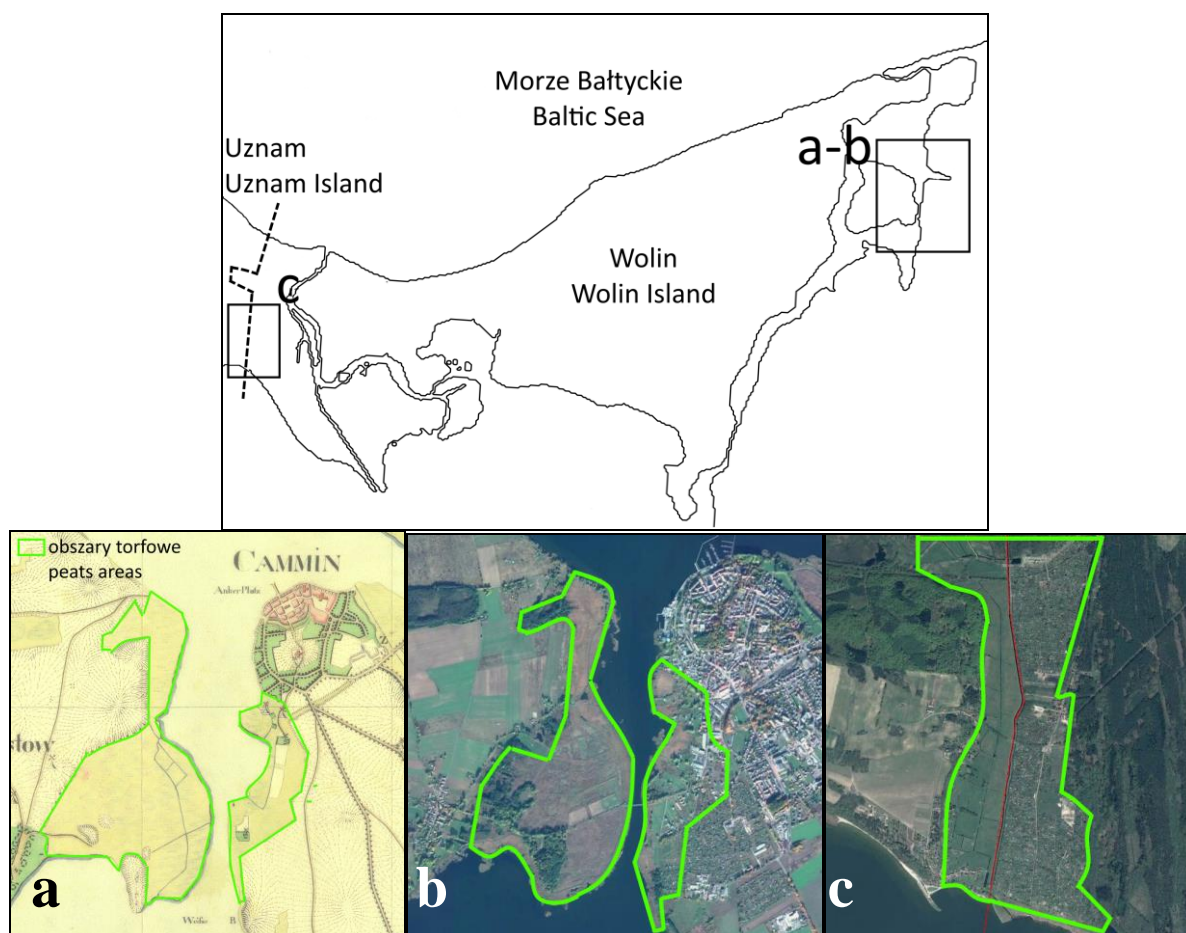 Morze Bałtyckie
Baltic Sea
Uznam
Uznam Island
a-b
c
Wolin
Wolin Island
obszary torfowe
peats areas
CAMMIN
Anker Platz
stow
a
b
c